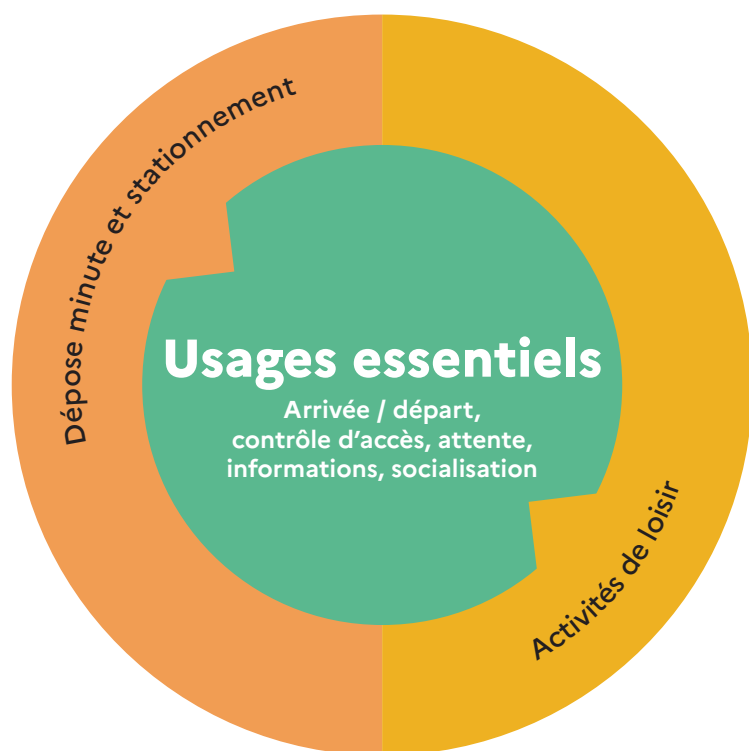 Dépose minute et stationnement
Usages essentiels
Arrivée / départ,
contrôle d’accès, attente,
informations, socialisation
Activités de loisir